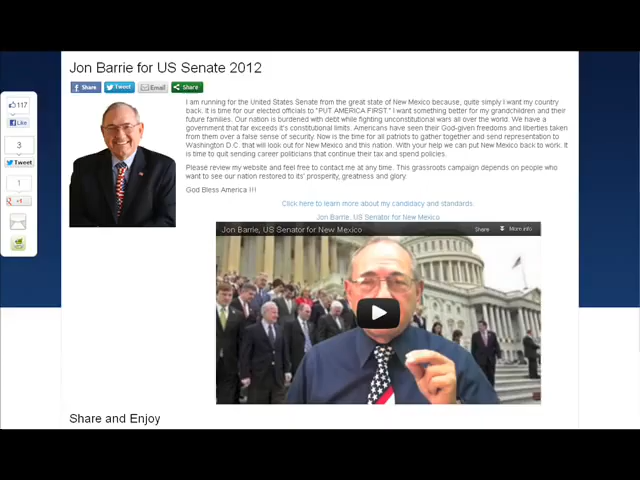 Jon Barrie for US Senate 2012
Share
Tweet
Email
Share
117
Like
3
Tweet
1
+1
I am running for the United States Senate from the great state of New Mexico because, quite simply I want my country
back. It is time for our elected officials to "PUT AMERICA FIRST." I want something better for my grandchildren and their
future families. Our nation is burdened with debt while fighting unconstitutional wars all over the world. We have a
government that far exceeds it's constitutional limits. Americans have seen their God-given freedoms and liberties taken
from them over a false sense of security. Now is the time for all patriots to gather together and send representation to
Washington D.C. that will look out for New Mexico and this nation. With your help we can put New Mexico back to work. It
is time to quit sending career politicians that continue their tax and spend policies.
Please review my website and feel free to contact me at any time. This grassroots campaign depends on people who
want to see our nation restored to its' prosperity, greatness and glory.
God Bless America !!!
Click here to learn more about my candidacy and standards.
Jon Barrie, US Senator for New Mexico
Jon Barrie, US Senator for New Mexico
Share
More info
Share and Enjoy